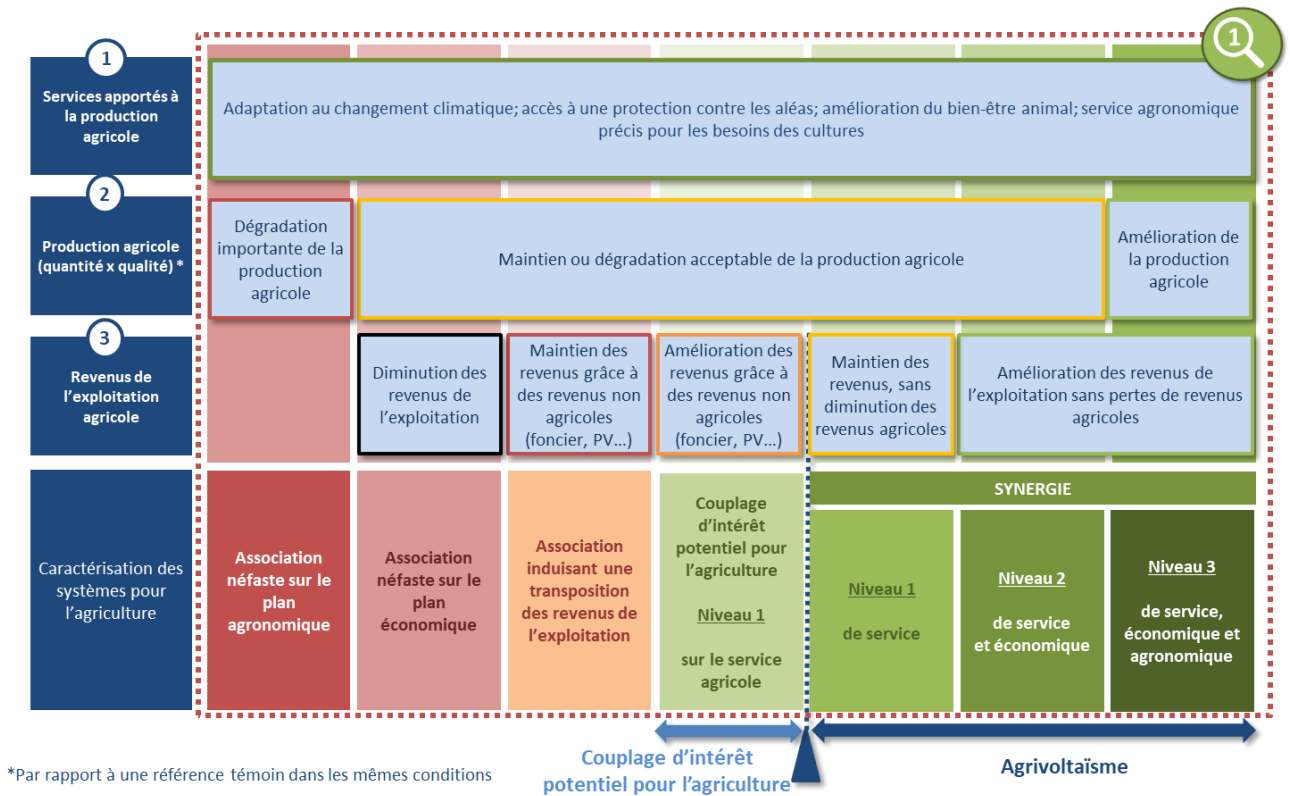 1
Services apportés à
la production
agricole
Adaptation au changement climatique; accès à une protection contre les aléas; amélioration du bien-être animal; service agronomique
précis pour les besoins des cultures
1
2
Production agricole
(quantité x qualité) *
Dégradation
importante de la
production
agricole
Maintien ou dégradation acceptable de la production agricole
Amélioration de
la production
agricole
3
Revenus de
l’exploitation
agricole
Diminution des
revenus de
l’exploitation
Maintien des
revenus grâce à
des revenus non
agricoles
(foncier, PV...)
Amélioration des
revenus grâce à
des revenus non
agricoles
(foncier, PV...)
Maintien des
revenus, sans
diminution des
revenus agricoles
Amélioration des revenus de
l’exploitation sans pertes de revenus
agricoles
Caractérisation des
systèmes pour
l’agriculture
Association
néfaste sur le
plan
agronomique
Association
néfaste sur le
plan
économique
Association
induisant une
transposition
des revenus de
l’exploitation
Couplage
d’intérêt
potentiel pour
l’agriculture
Niveau 1
sur le service
agricole
SYNERGIE
Niveau 1
de service
Niveau 2
de service
et économique
Niveau 3
de service,
économique et
agronomique
Couplage d’intérêt
potentiel pour l’agriculture
Agrivoltaïsme
*Par rapport à une référence témoin dans les mêmes conditions